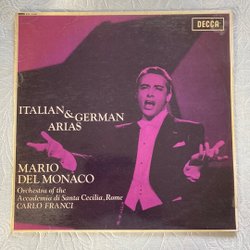 DECCA
ITALIAN & GERMAN
ARIAS
MARIO
DEL MONACO
Orchestra of the
Accademia di Santa Cecilia, Rome
CARLO FRANCI